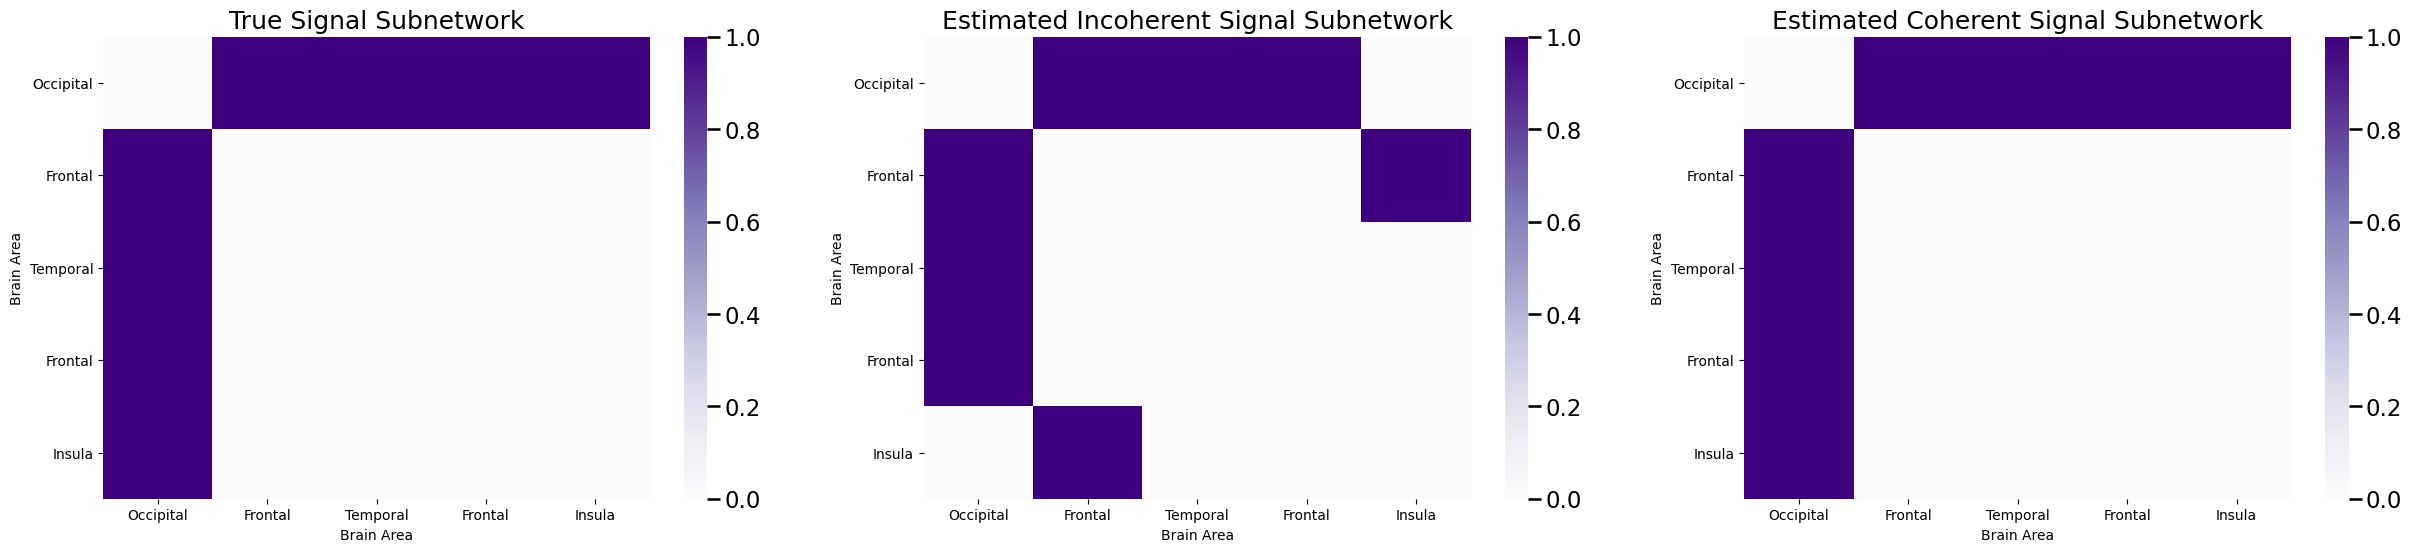 True Signal Subnetwork
Occipital
Frontal
Temporal
Frontal
Insula
Brain Area
Occipital Frontal Temporal Frontal Insula
Brain Area
1.0
0.8
0.6
0.4
0.2
0.0
Estimated Incoherent Signal Subnetwork
Occipital
Frontal
Temporal
Frontal
Insula
Brain Area
Occipital Frontal Temporal Frontal Insula
Brain Area
1.0
0.8
0.6
0.4
0.2
0.0
Estimated Coherent Signal Subnetwork
Occipital
Frontal
Temporal
Frontal
Insula
Brain Area
Occipital Frontal Temporal Frontal Insula
Brain Area
1.0
0.8
0.6
0.4
0.2
0.0